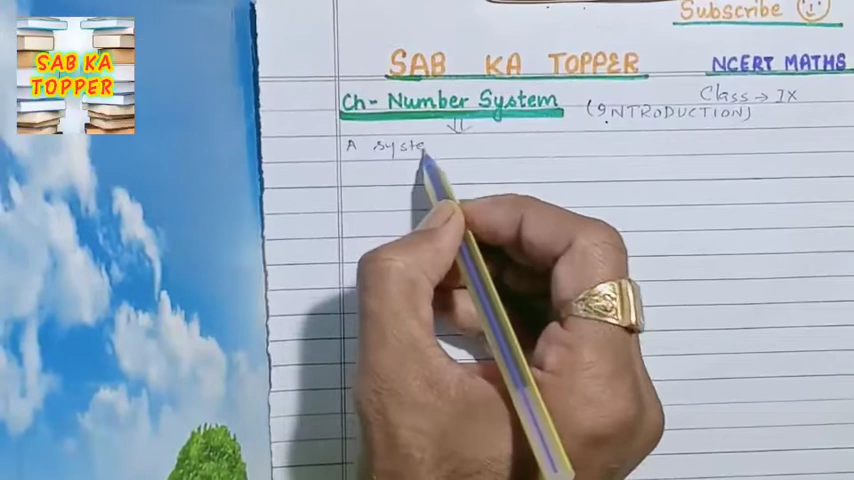 Subscribe
SAB KA TOPPER
NCERT MATHS
SAB KA
TOPPER
Ch- Number System
(INTRODUCTION)
Class → IX
A syste